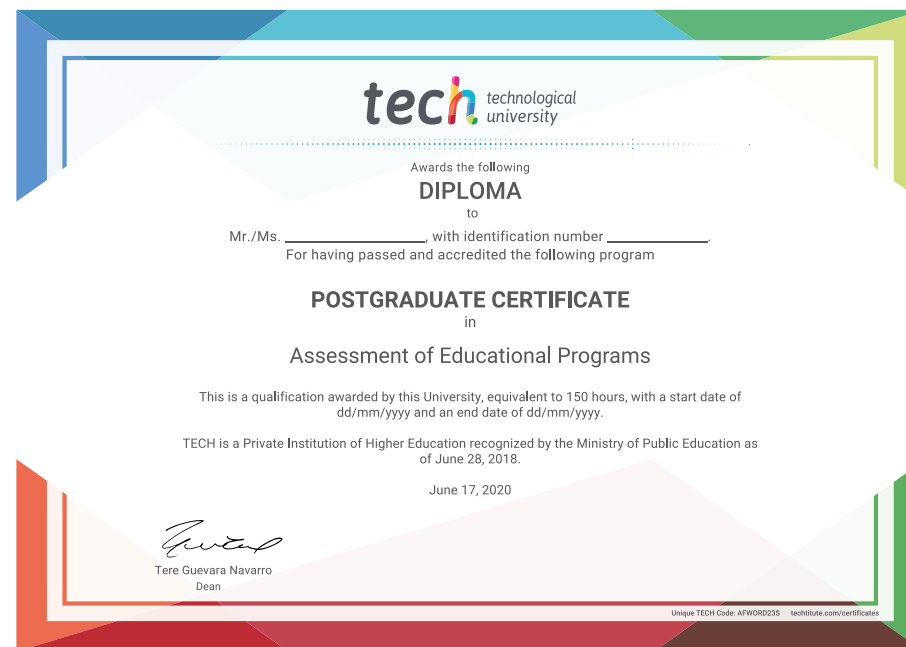 tech technological
university
Awards the following
DIPLOMA
to
Mr./Ms. ____________________, with identification number ______________.
For having passed and accredited the following program
POSTGRADUATE CERTIFICATE
in
Assessment of Educational Programs
This is a qualification awarded by this University, equivalent to 150 hours, with a start date of
dd/mm/yyyy and an end date of dd/mm/yyyy.
TECH is a Private Institution of Higher Education recognized by the Ministry of Public Education as
of June 28, 2018.
June 17, 2020
Tere Guevara Navarro
Dean
Unique TECH Code: AFWORD23S techtitute.com/certificates